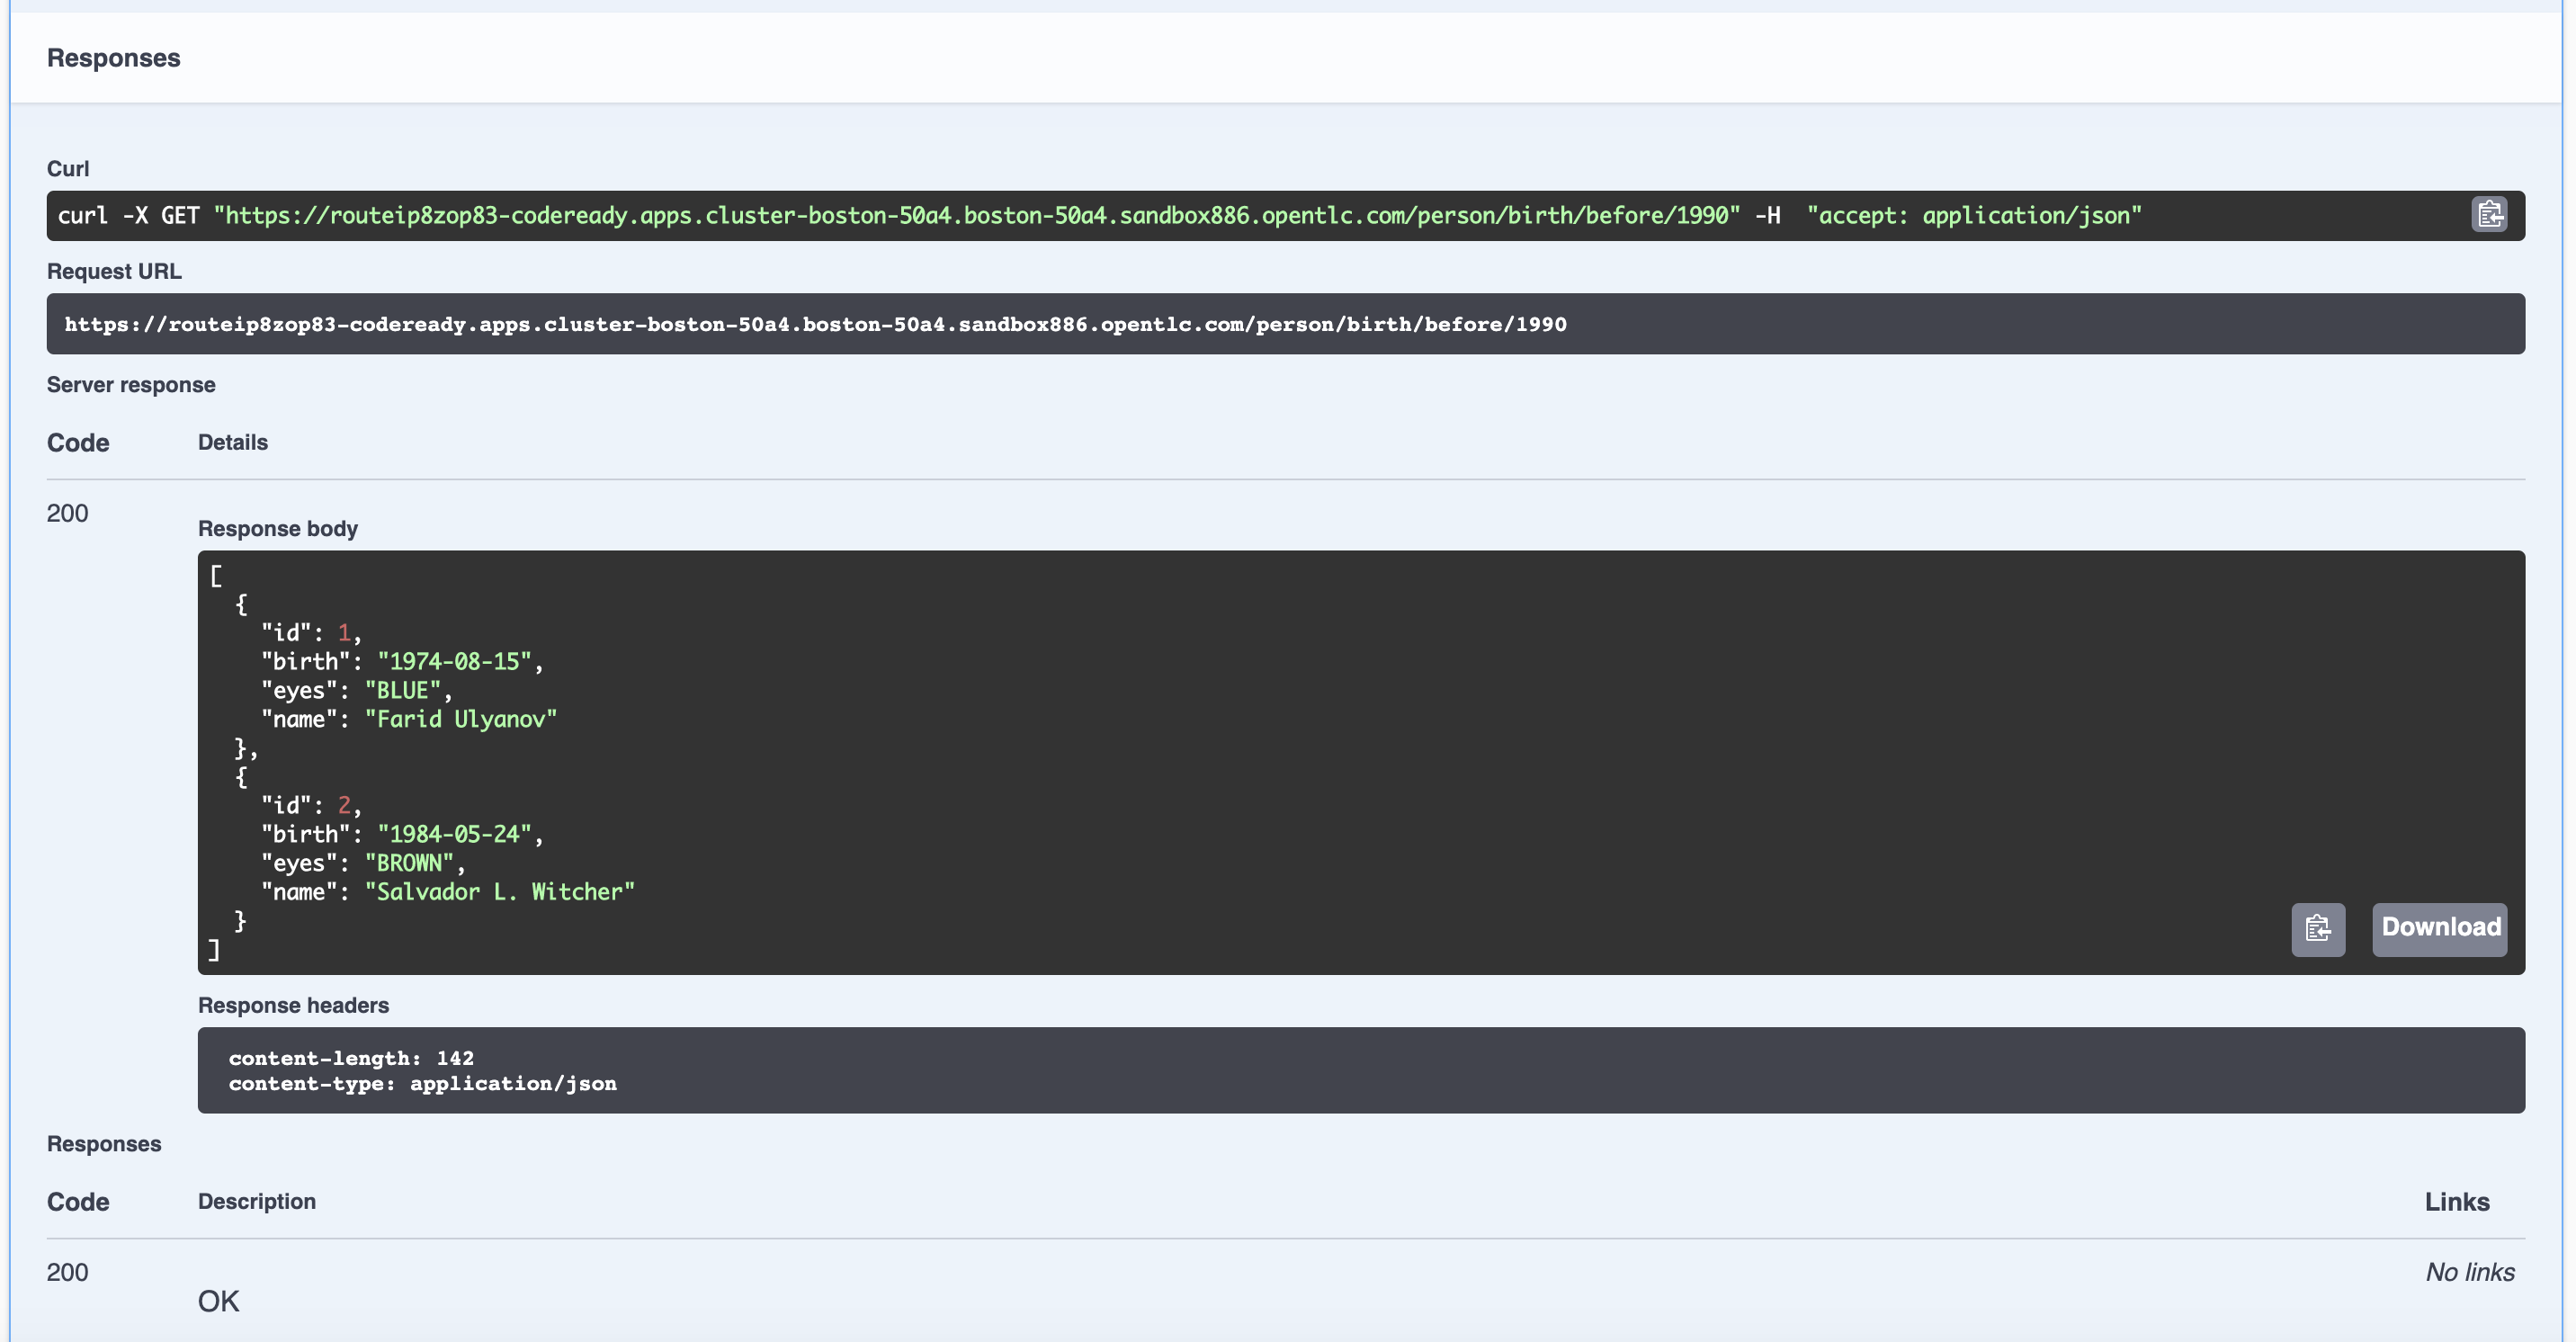 Responses
Curl
curl -X GET "https://routeip8zop83-codeready.apps.cluster-boston-50a4.boston-50a4.sandbox886.opentlc.com/person/birth/before/1990" -H  "accept: application/json"
Request URL
https://routeip8zop83-codeready.apps.cluster-boston-50a4.boston-50a4.sandbox886.opentlc.com/person/birth/before/1990
Server response
Code Details
200
Response body
[
  {
    "id": 1,
    "birth": "1974-08-15",
    "eyes": "BLUE",
    "name": "Farid Ulyanov"
  },
  {
    "id": 2,
    "birth": "1984-05-24",
    "eyes": "BROWN",
    "name": "Salvador L. Witcher"
  }
]
Download
Response headers
content-length: 142
content-type: application/json
Responses
Code Description Links
200 No links
OK